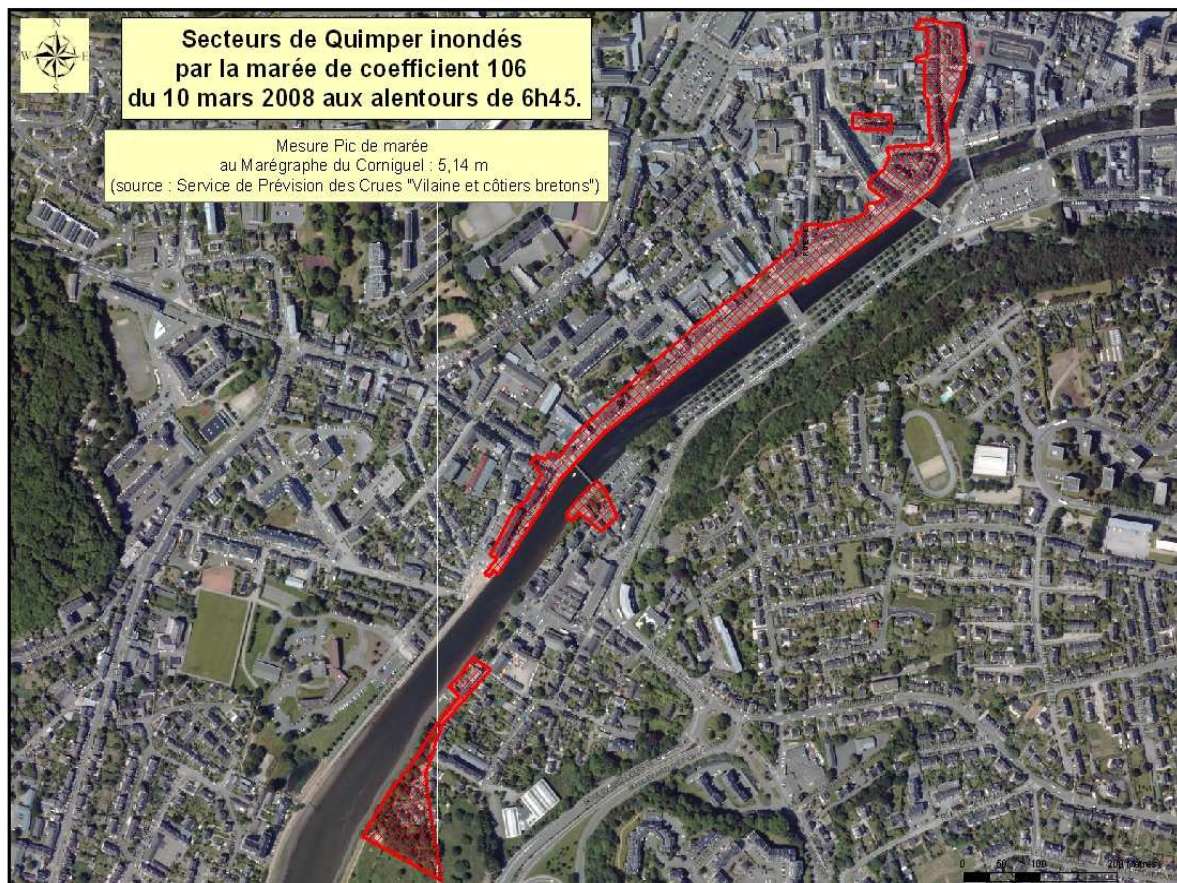 N
W E
S
Secteurs de Quimper inondés
par la marée de coefficient 106
du 10 mars 2008 aux alentours de 6h45.
Mesure Pic de marée
au Marégraphe du Corniguel : 5,14 m
(source : Service de Prévision des Crues "Vilaine et côtiers bretons")
0 50 100 200 Mètres